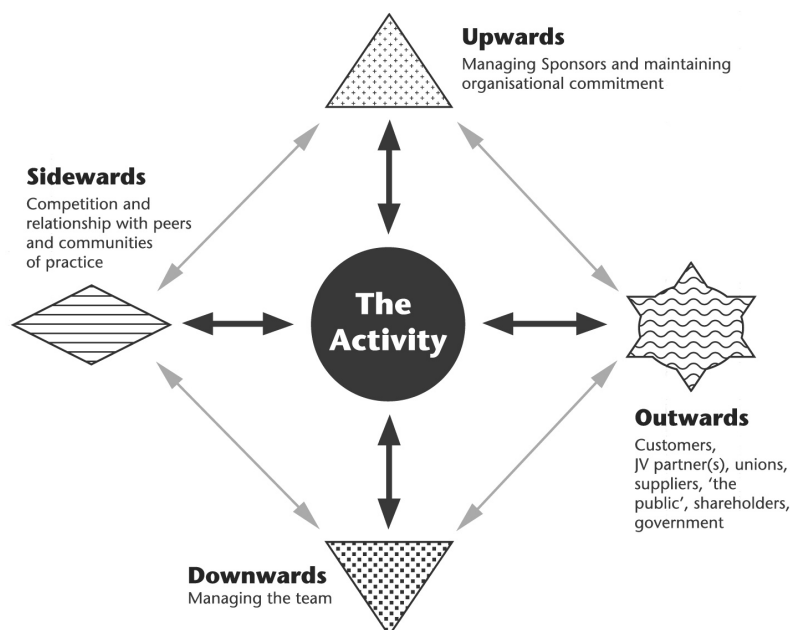 Upwards
Managing Sponsors and maintaining
organisational commitment
Sidewards
Competition and
relationship with peers
and communities
of practice
The
Activity
Outwards
Customers,
JV partner(s), unions,
suppliers, ‘the
public’, shareholders,
government
Downwards
Managing the team